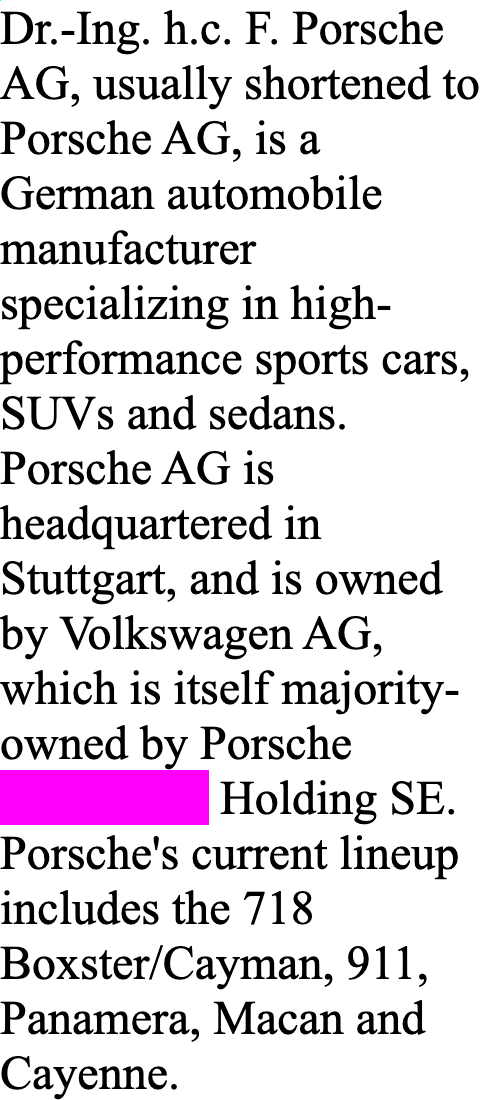 Dr.-Ing. h.c. F. Porsche
AG, usually shortened to
Porsche AG, is a
German automobile
manufacturer
specializing in high-
performance sports cars,
SUVs and sedans.
Porsche AG is
headquartered in
Stuttgart, and is owned
by Volkswagen AG,
which is itself majority-
owned by Porsche
Holding SE.
Porsche's current lineup
includes the 718
Boxster/Cayman, 911,
Panamera, Macan and
Cayenne.